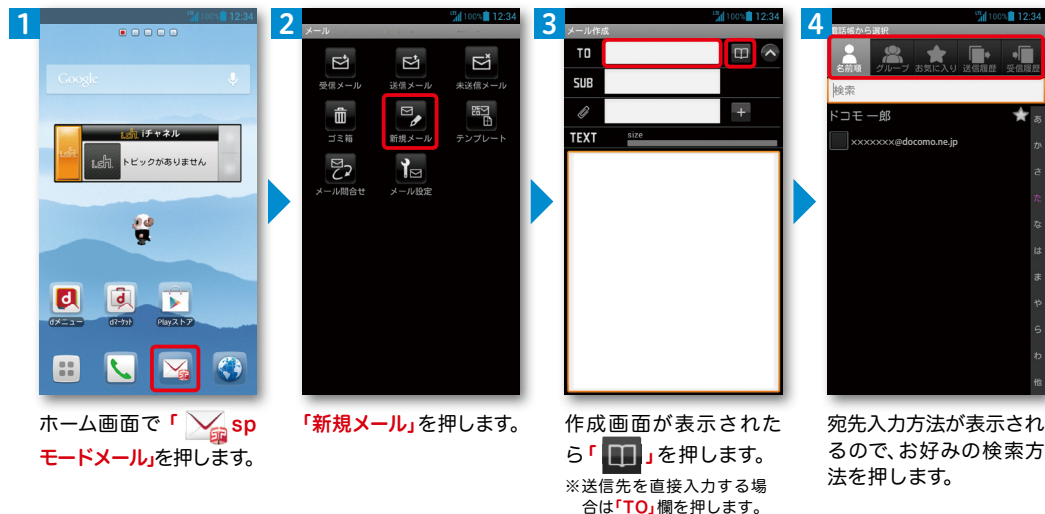 1
100% 12:34
Google
iチャネル
トピックがありません
dメニュー
dマーケット
Playストア
ホーム画面で「 sp
モードメール」を押します。
2
100% 12:34
メール
受信メール 送信メール 未送信メール
ゴミ箱 新規メール テンプレート
メール問合せ メール設定
「新規メール」を押します。
3
100% 12:34
メール作成
TO
SUB
+
TEXT size
作成画面が表示された
ら「 」を押します。
※送信先を直接入力する場
合は「TO」欄を押します。
4
100% 12:34
電話帳から選択
名前順 グループ お気に入り 送信履歴 受信履歴
検索
ドコモ 一郎
xxxxxxx@docomo.ne.jp
あ
か
さ
た
な
は
ま
や
ら
わ
他
宛先入力方法が表示され
るので、お好みの検索方
法を押します。